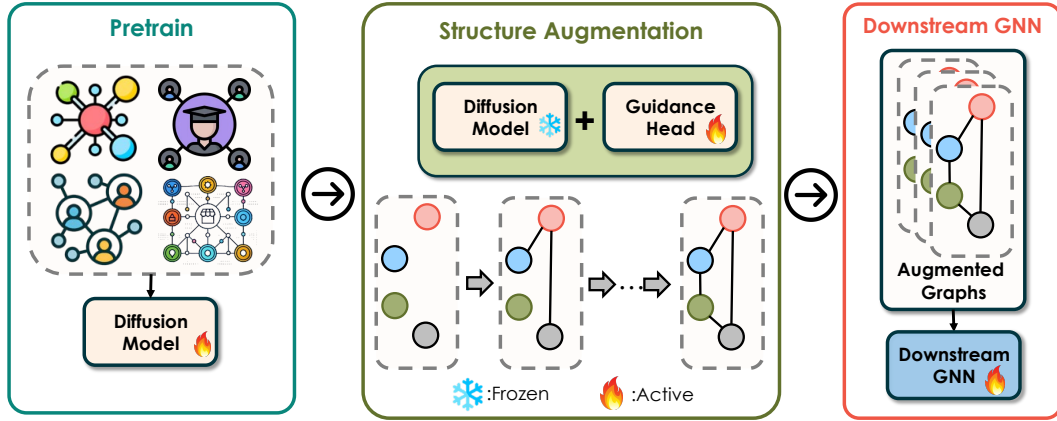 Pretrain
Diffusion
Model
Structure Augmentation
Diffusion
Model
+
Guidance
Head
...
:Frozen
:Active
Downstream GNN
Augmented
Graphs
Downstream
GNN